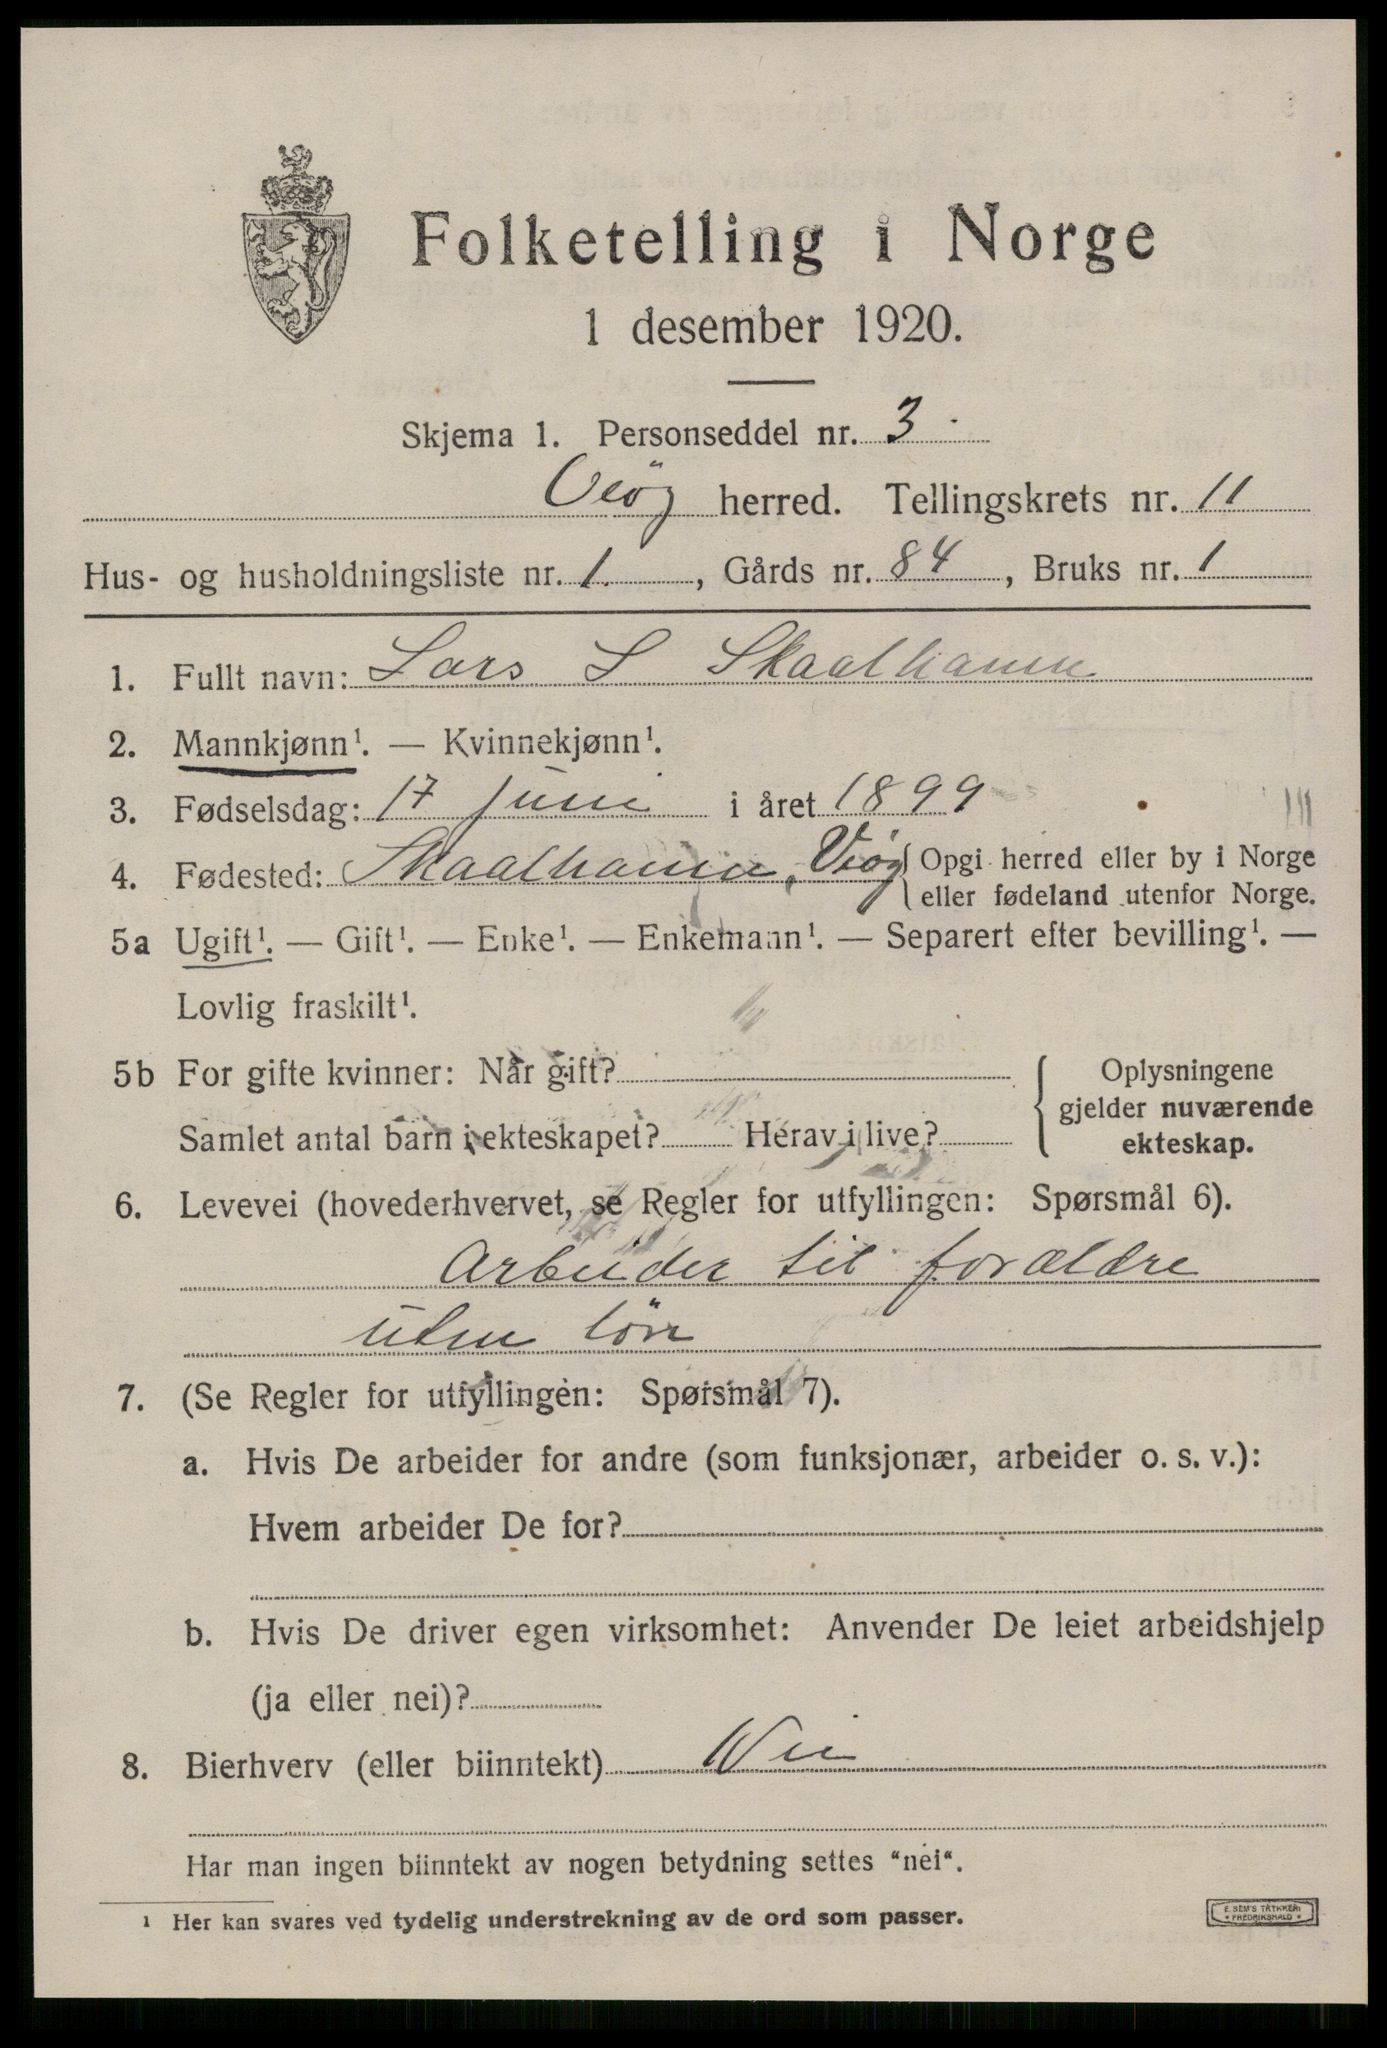 Folketelling i Norge
1 desember 1920.
Skjema 1. Personseddel nr. 3.
Veøy herred. Tellingskrets nr. 11
Hus- og husholdningsliste nr. 1. , Gårds nr. 84 , Bruks nr. 1
1. Fullt navn: Lars L Skaalhamn
2. Mannkjønn¹. — Kvinnekjønn¹.
3. Fødselsdag: 17 juni i året 1899
4. Fødested: Skaalhamn, Veøy { Opgi herred eller by i Norge
eller fødeland utenfor Norge.
5a Ugift¹. — Gift¹. — Enke¹. — Enkemann¹. — Separert efter bevilling¹. —
Lovlig fraskilt¹.
5b For gifte kvinner: Når gift? { Oplysningene
gjelder nuværende
Samlet antal barn i ekteskapet? Herav i live? ekteskap.
6. Levevei (hovederhvervet, se Regler for utfyllingen: Spørsmål 6).
Arbeider til forældre
uten løn
7. (Se Regler for utfyllingen: Spørsmål 7).
a. Hvis De arbeider for andre (som funksjonær, arbeider o. s. v.):
Hvem arbeider De for?
b. Hvis De driver egen virksomhet: Anvender De leiet arbeidshjelp
(ja eller nei)?
8. Bierhverv (eller biinntekt) Nei
Har man ingen biinntekt av nogen betydning settes "nei".
¹ Her kan svares ved tydelig understrekning av de ord som passer.
E. SEM'S TRYKKERI
• FREDRIKSHALD •